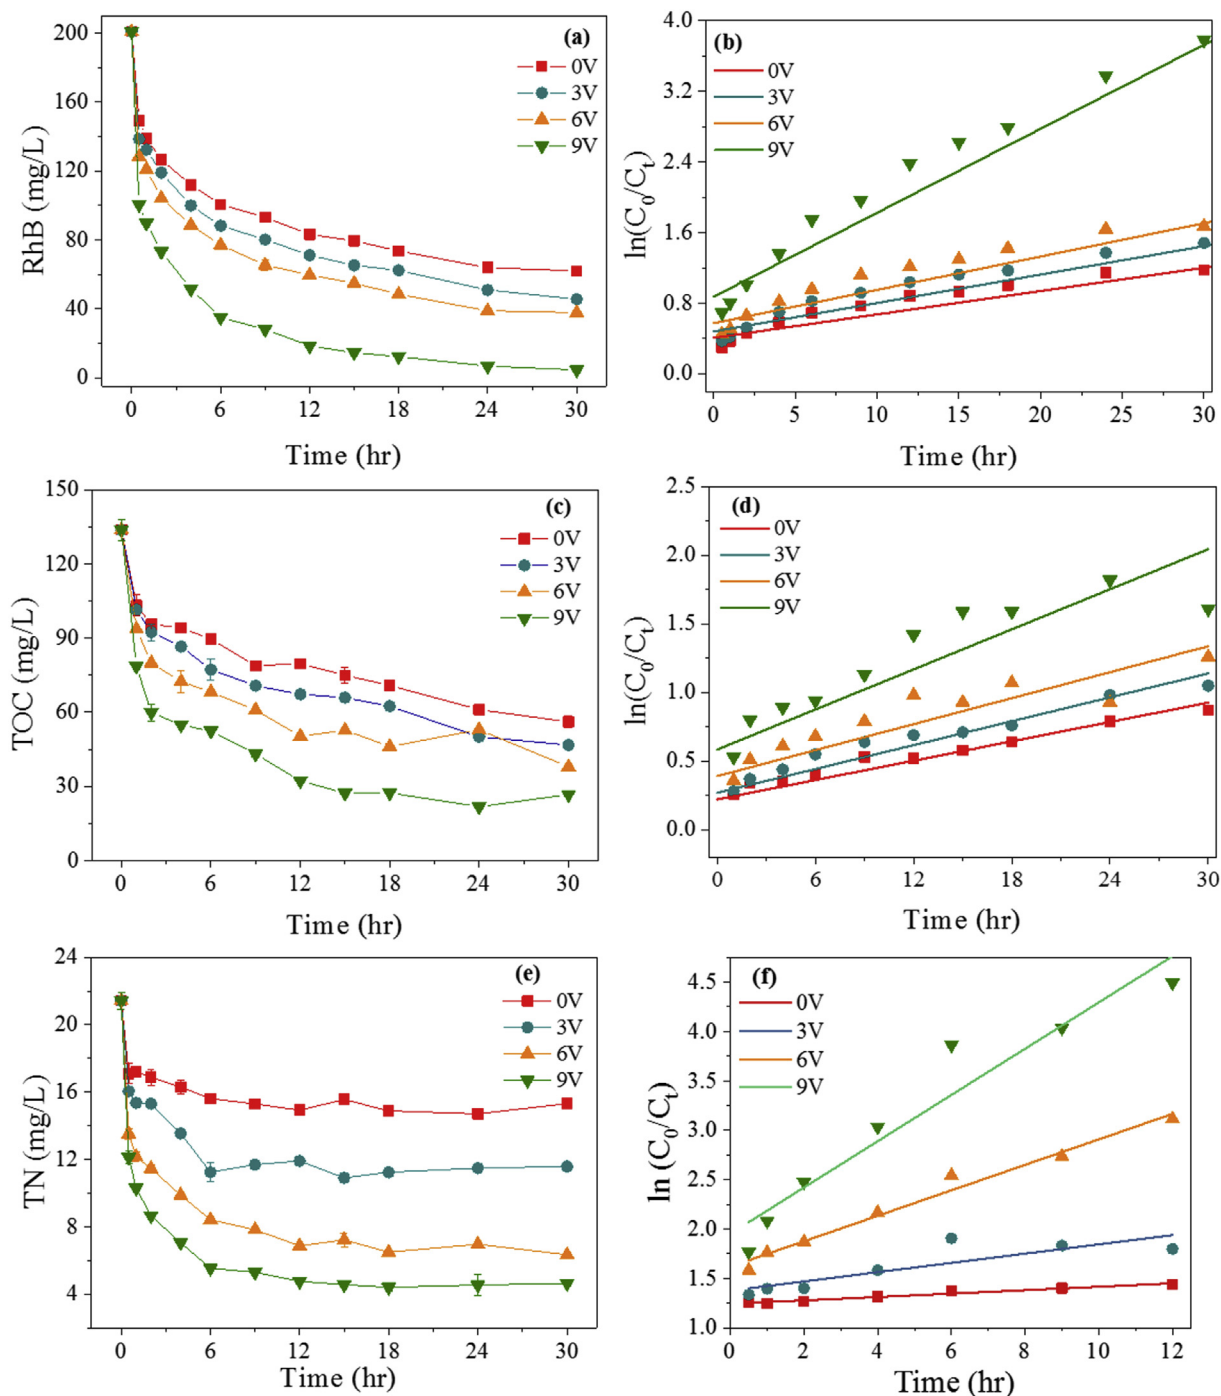 (a)
0V
3V
6V
9V
200
160
120
80
40
0
RhB (mg/L)
0 6 12 18 24 30
Time (hr)
(b)
0V
3V
6V
9V
4.0
3.2
2.4
1.6
0.8
0.0
ln(C0/Ct)
0 5 10 15 20 25 30
Time (hr)
(c)
0V
3V
6V
9V
150
120
90
60
30
0
TOC (mg/L)
0 6 12 18 24 30
Time (hr)
(d)
0V
3V
6V
9V
2.5
2.0
1.5
1.0
0.5
0.0
ln(C0/Ct)
0 6 12 18 24 30
Time (hr)
(e)
0V
3V
6V
9V
24
20
16
12
8
4
TN (mg/L)
0 6 12 18 24 30
Time (hr)
(f)
0V
3V
6V
9V
4.5
4.0
3.5
3.0
2.5
2.0
1.5
1.0
ln (C0/Ct)
0 2 4 6 8 10 12
Time (hr)